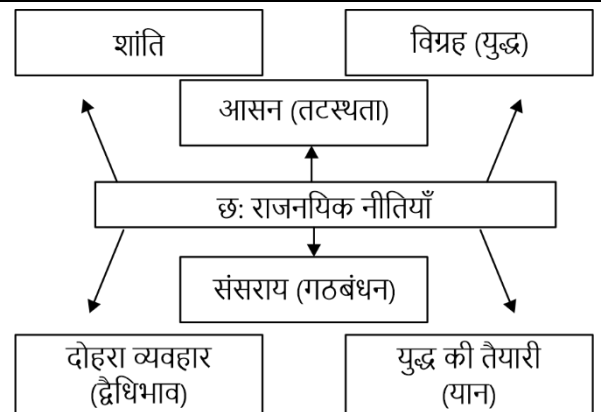 शांति
विग्रह (युद्ध)
आसन (तटस्थता)
छ: राजनयिक नीतियाँ
संसराय (गठबंधन)
दोहरा व्यवहार
(द्वैधिभाव)
युद्ध की तैयारी
(यान)